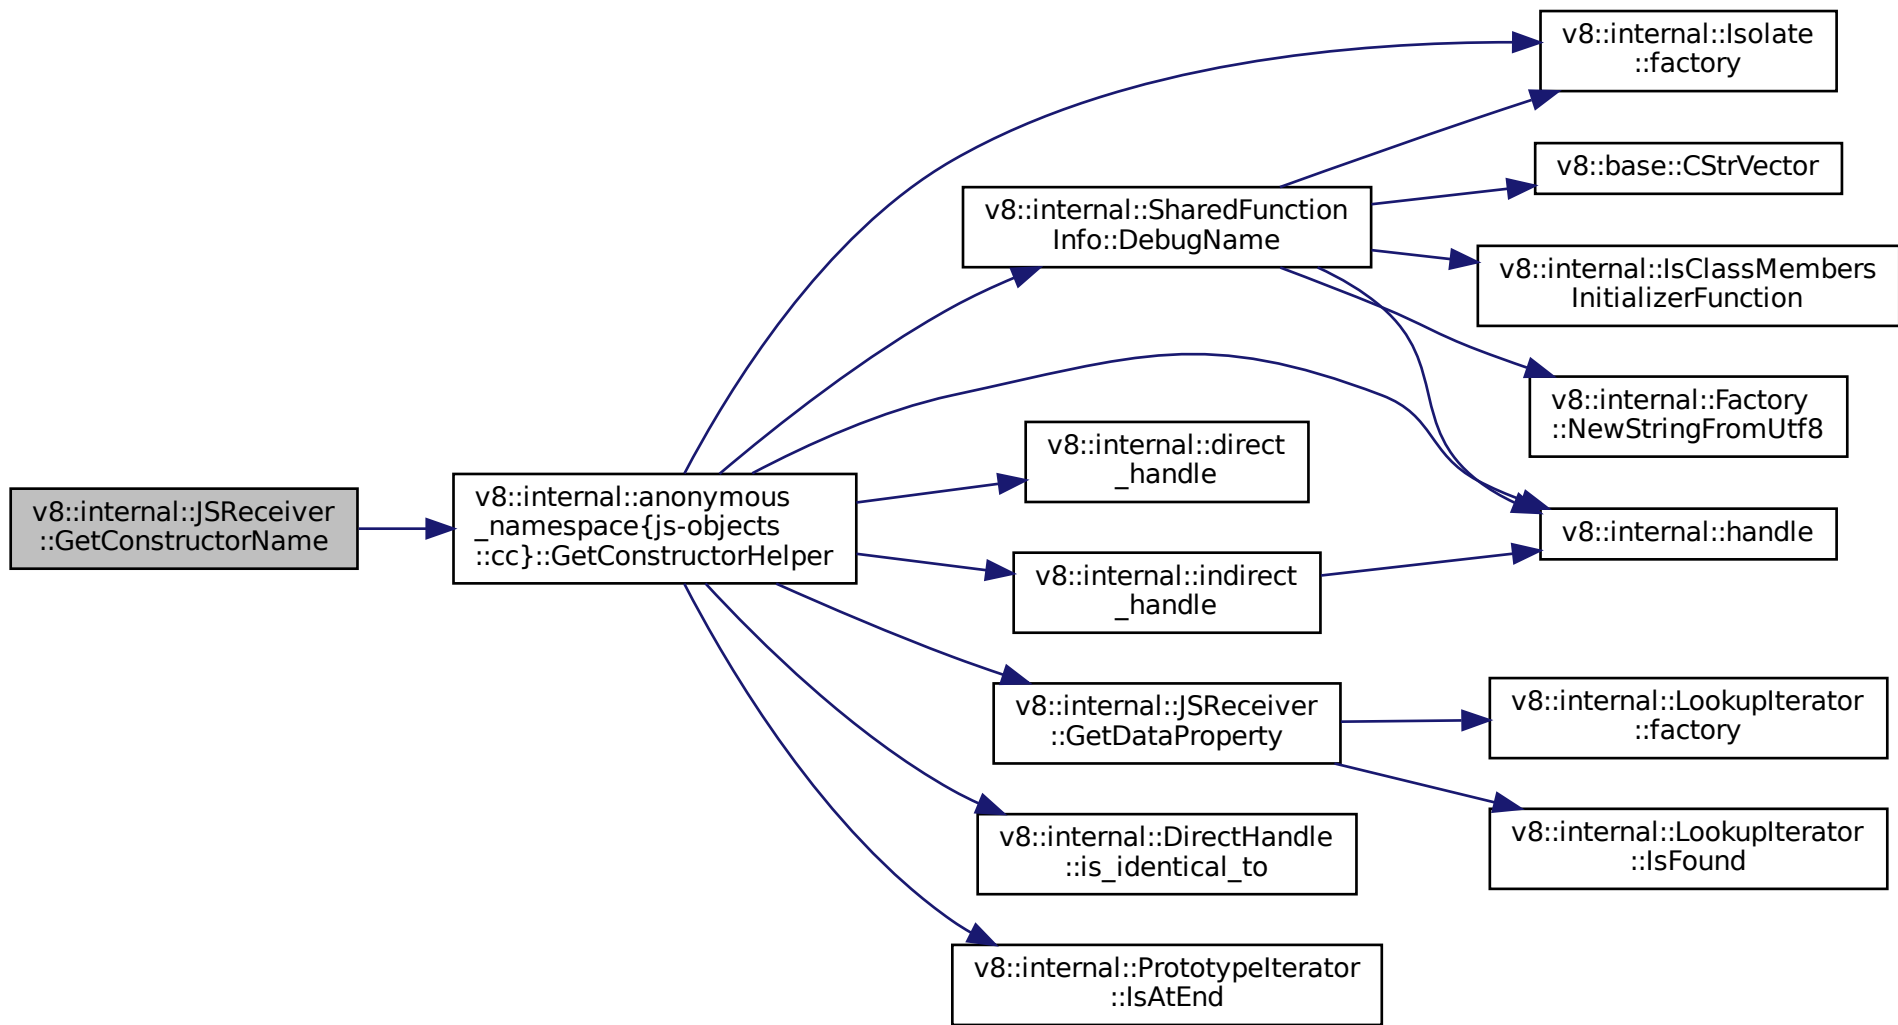 v8::internal::JSReceiver
::GetConstructorName
v8::internal::anonymous
_namespace{js-objects
::cc}::GetConstructorHelper
v8::internal::Isolate
::factory
v8::internal::SharedFunction
Info::DebugName
v8::base::CStrVector
v8::internal::IsClassMembers
InitializerFunction
v8::internal::Factory
::NewStringFromUtf8
v8::internal::handle
v8::internal::direct
_handle
v8::internal::indirect
_handle
v8::internal::JSReceiver
::GetDataProperty
v8::internal::LookupIterator
::factory
v8::internal::LookupIterator
::IsFound
v8::internal::DirectHandle
::is_identical_to
v8::internal::PrototypeIterator
::IsAtEnd